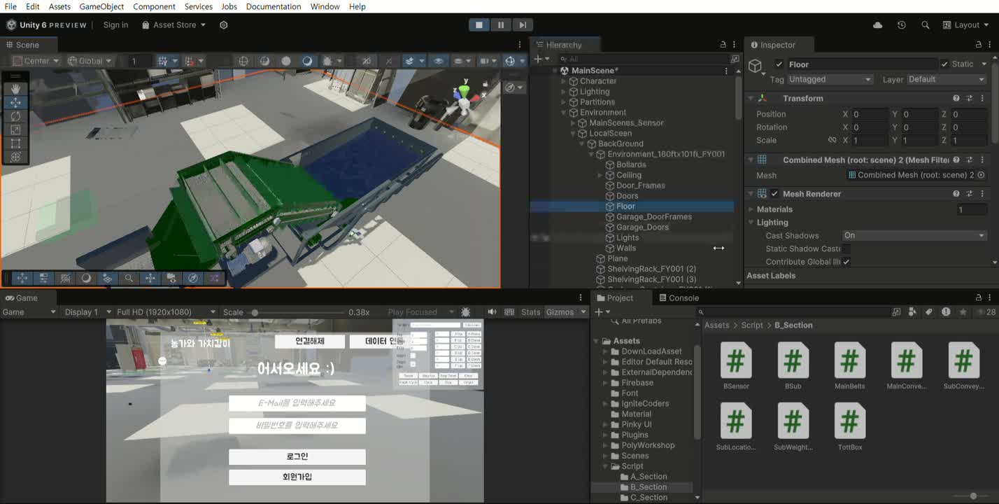 File Edit Assets GameObject Component Services Jobs Documentation Window Help
Unity 6 PREVIEW Sign in Asset Store Layout
Scene
Center Global 1
y
x
Hierarchy
All
MainScene*
Character
Lighting
Partitions
Environment
MainScenes_Sensor
LocalSceen
BackGround
Environment_180ftx101ft_FY001
Bollards
Ceiling
Door_Frames
Doors
Floor
Garage_DoorFrames
Garage_Doors
Lights
Walls
Plane
ShelvingRack_FY001 (2)
ShelvingRack_FY001 (3)
Inspector
Floor Static
Tag Untagged Layer Default
Transform
Position X 0 Y 0 Z 0
Rotation X 0 Y 0 Z 0
Scale X 1 Y 1 Z 1
Combined Mesh (root: scene) 2 (Mesh Filter
Mesh Combined Mesh (root: scene) 2
Mesh Renderer
Materials 1
Lighting
Cast Shadows On
Static Shadow Caste
Contribute Global Illu
Asset Labels
Game
Game Display 1 Full HD (1920x1080) Scale 0.38x Play Focused Stats Gizmos
농가와 가치같이
연결해제
데이터
어서오세요 :)
E-Mail을 입력해주세요
비밀번호를 입력해주세요
로그인
회원가입
Project Console
28
All Prefabs
Assets
DownLoadAsset
Editor Default Reso
ExternalDependenc
Firebase
Font
IgniteCoders
Material
Pinky UI
Plugins
PolyWorkshop
Scenes
Script
A_Section
B_Section
C_Section
Assets > Script > B_Section
BSensor BSub MainBelts MainConve... SubConvey...
SubLocatio... SubWeight... TottBox